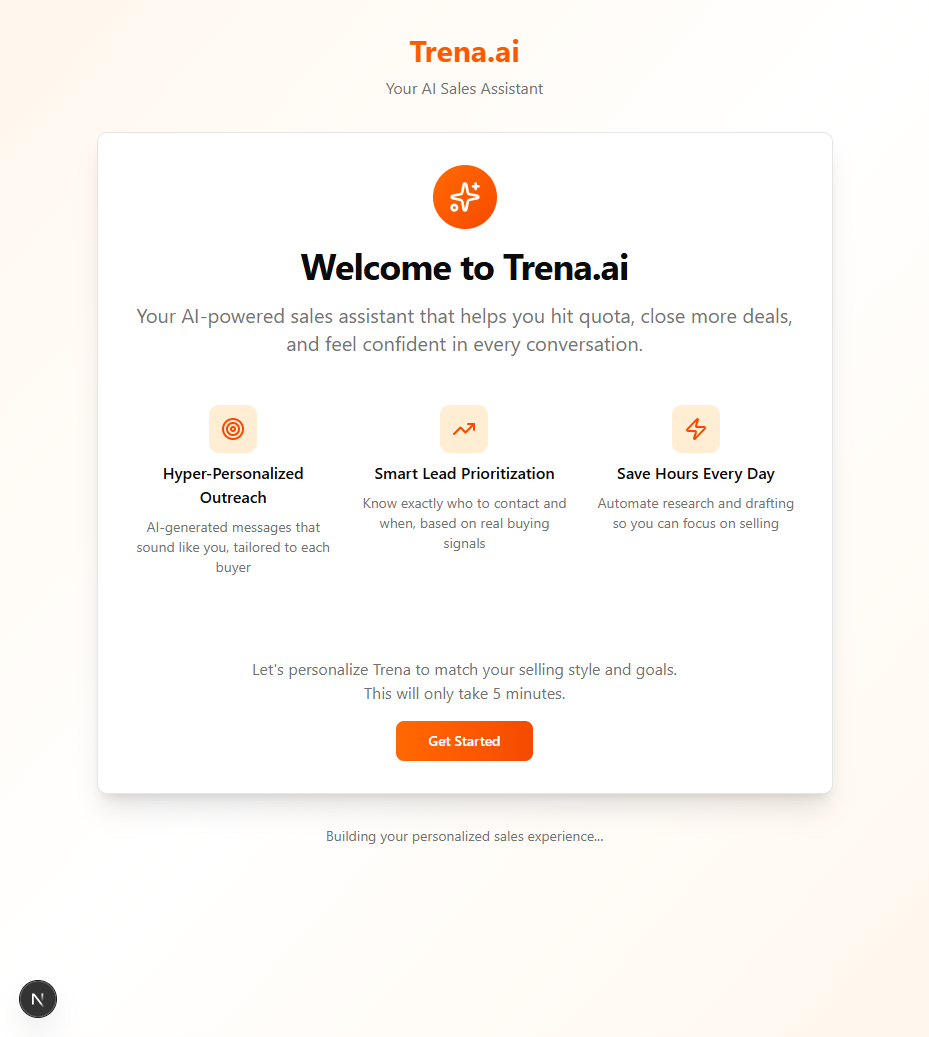 Trena.ai
Your AI Sales Assistant
Welcome to Trena.ai
Your AI-powered sales assistant that helps you hit quota, close more deals,
and feel confident in every conversation.
Hyper-Personalized
Outreach
AI-generated messages that
sound like you, tailored to each
buyer
Smart Lead Prioritization
Know exactly who to contact and
when, based on real buying
signals
Save Hours Every Day
Automate research and drafting
so you can focus on selling
Let's personalize Trena to match your selling style and goals.
This will only take 5 minutes.
Get Started
Building your personalized sales experience...
N